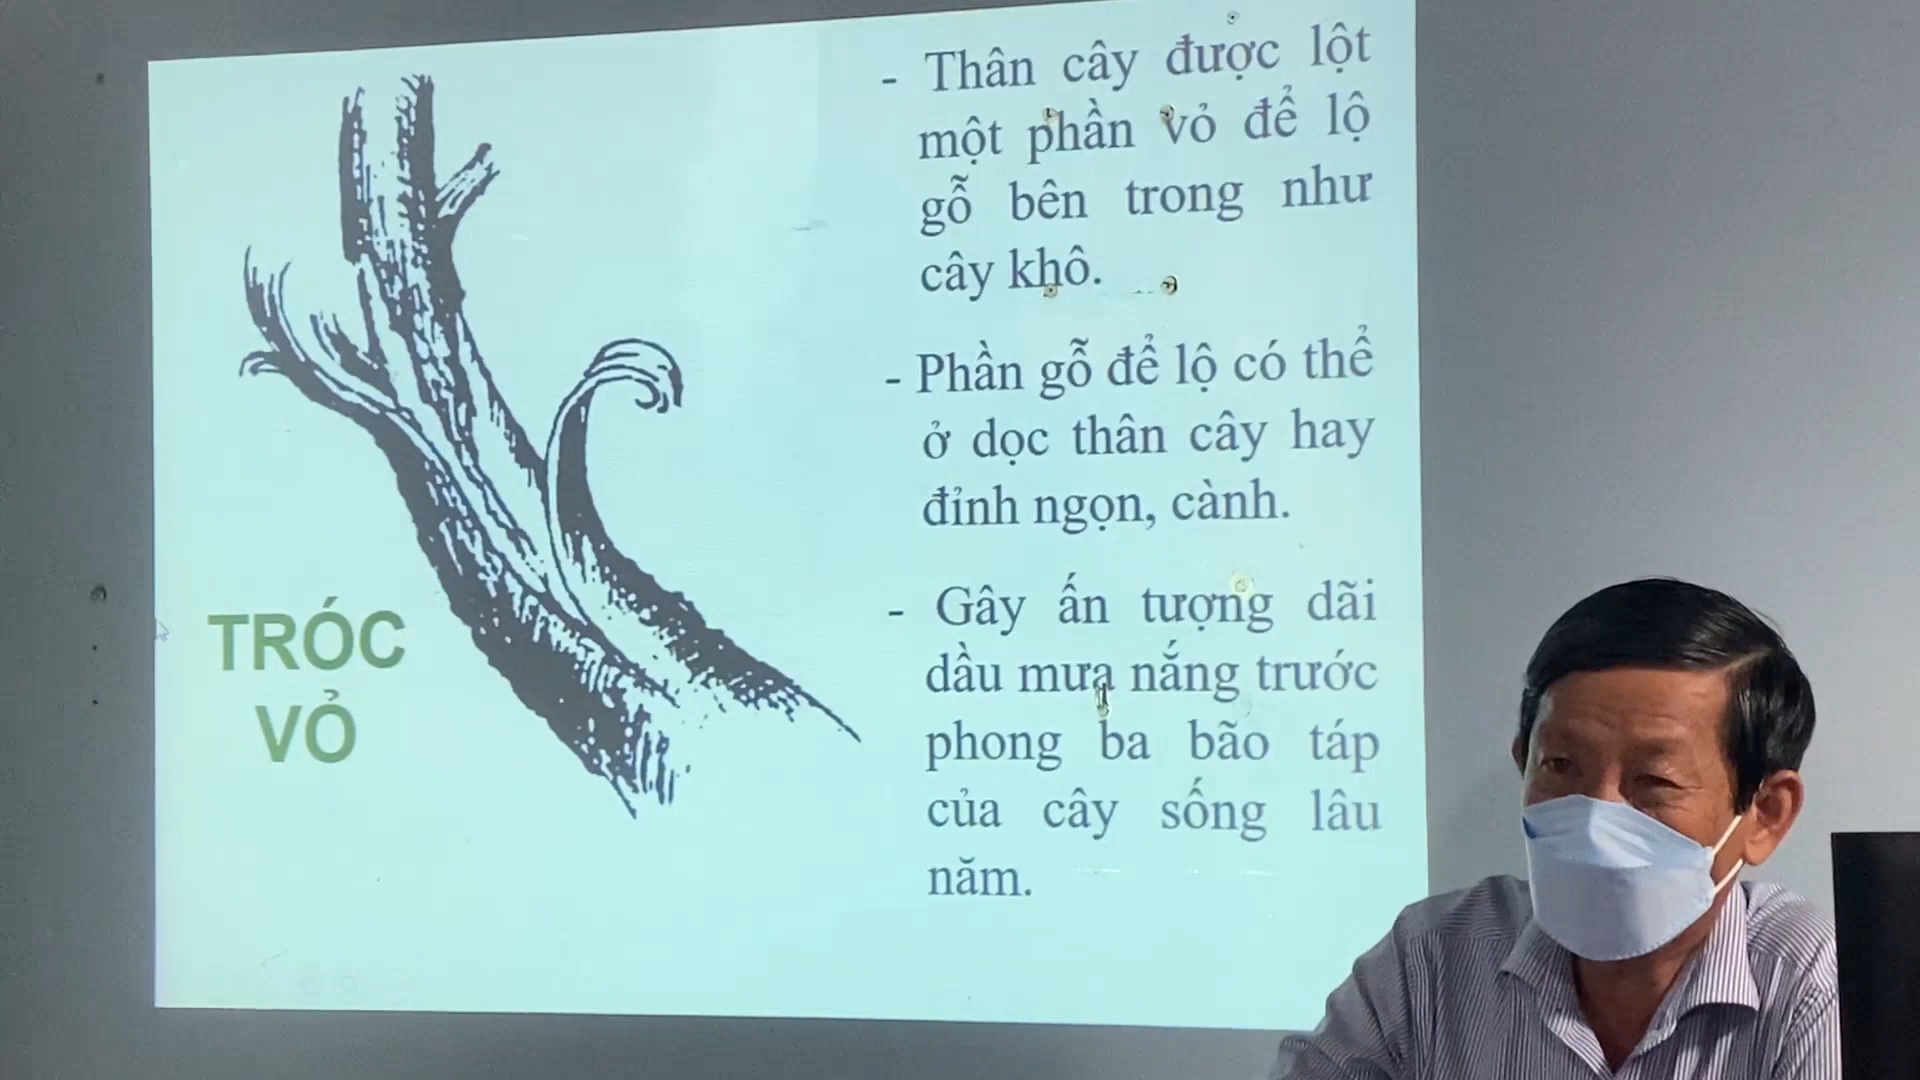 - Thân cây được lột
một phần vỏ để lộ
gỗ bên trong như
cây khô.
- Phần gỗ để lộ có thể
ở dọc thân cây hay
đỉnh ngọn, cành.
- Gây ấn tượng dãi
dầu mưa nắng trước
phong ba bão táp
của cây sống lâu
năm.
TRÓC
VỎ